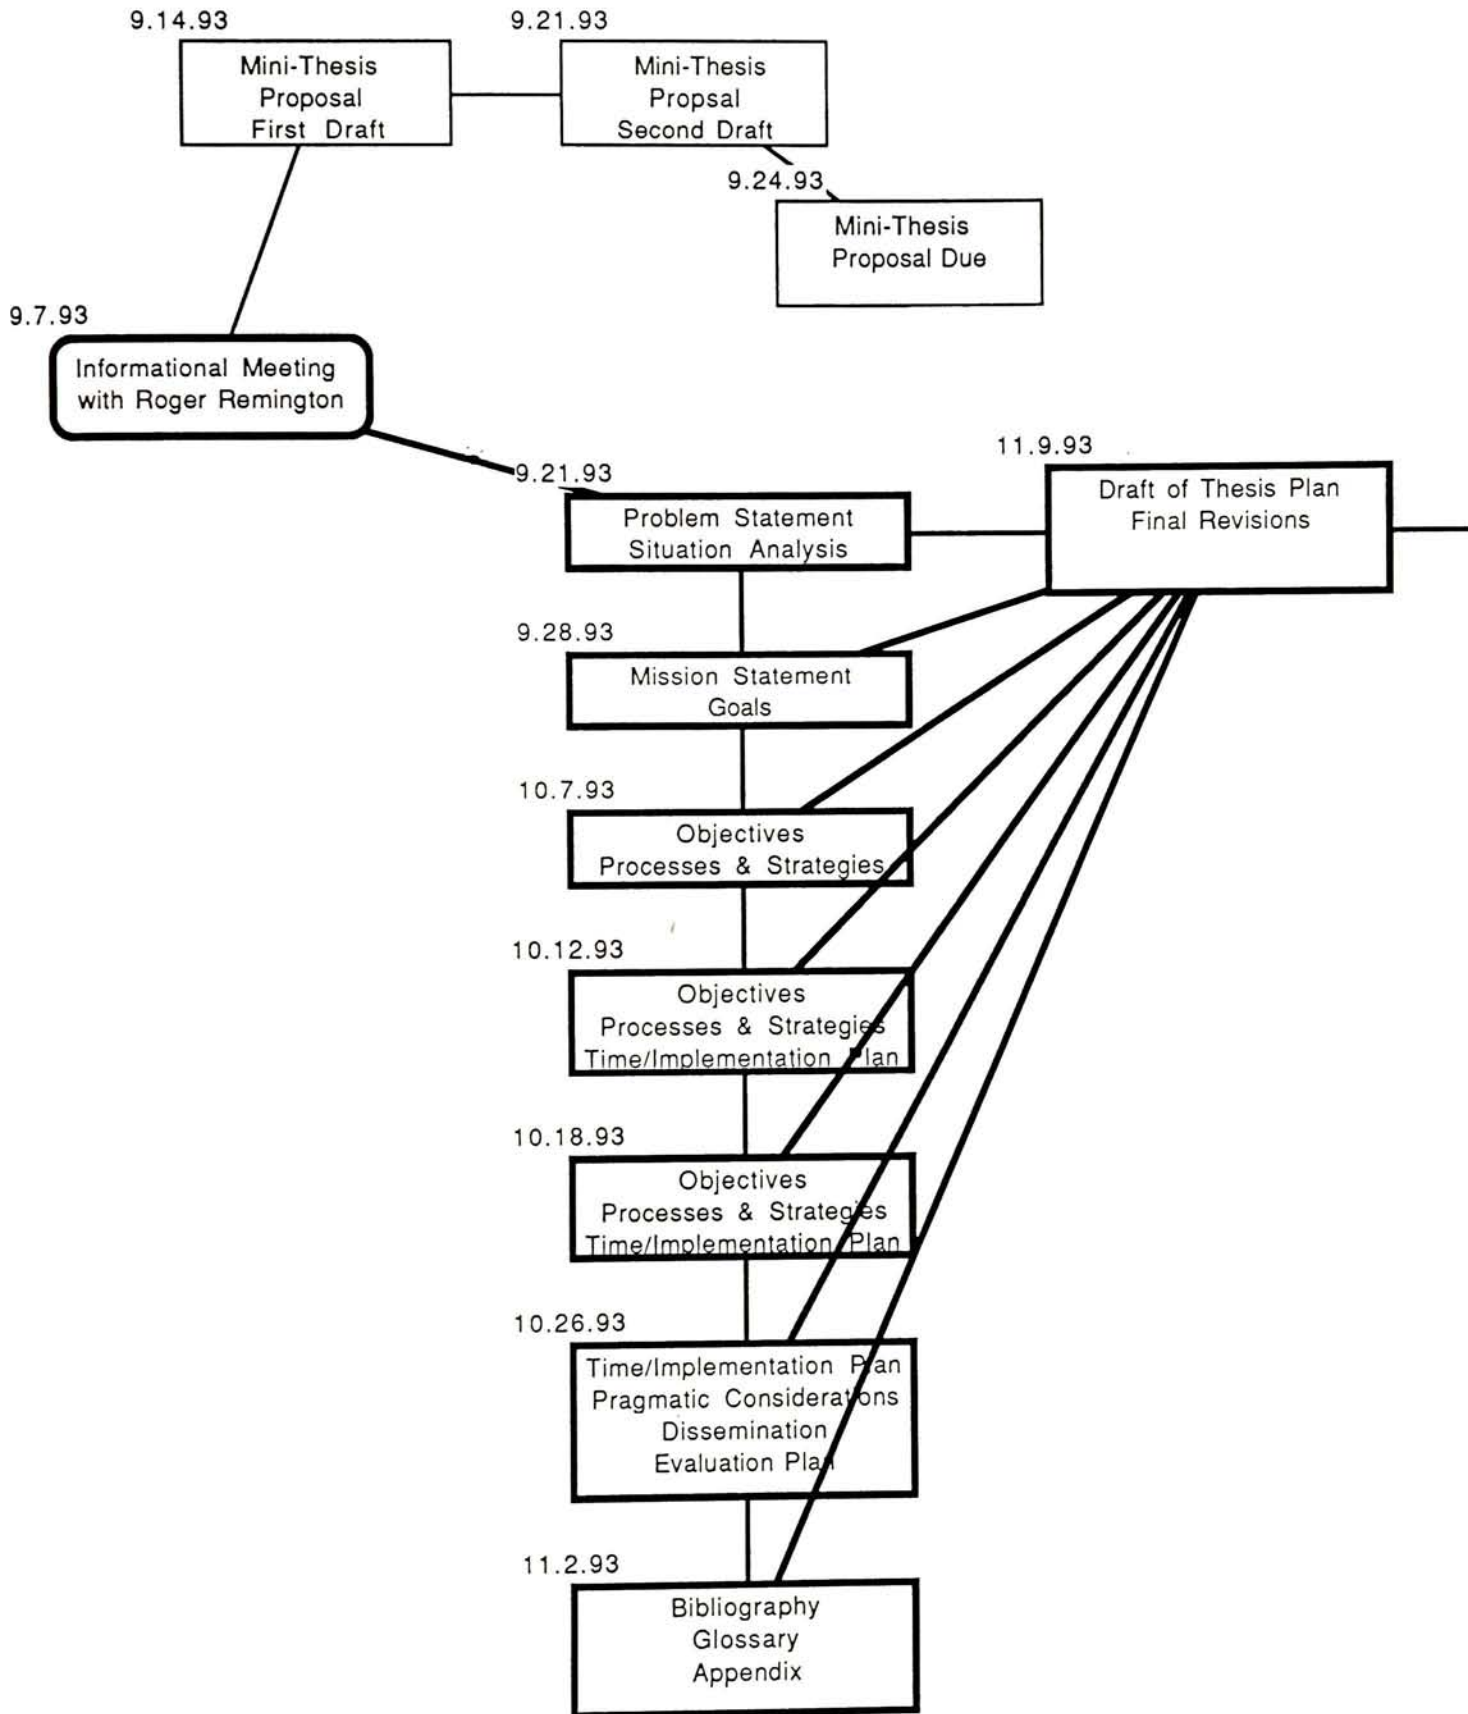 9.14.93
Mini-Thesis
Proposal
First Draft
9.21.93
Mini-Thesis
Propsal
Second Draft
9.24.93
Mini-Thesis
Proposal Due
9.7.93
Informational Meeting
with Roger Remington
9.21.93
Problem Statement
Situation Analysis
11.9.93
Draft of Thesis Plan
Final Revisions
9.28.93
Mission Statement
Goals
10.7.93
Objectives
Processes & Strategies
10.12.93
Objectives
Processes & Strategies
Time/Implementation Plan
10.18.93
Objectives
Processes & Strategies
Time/Implementation Plan
10.26.93
Time/Implementation Plan
Pragmatic Considerations
Dissemination
Evaluation Plan
11.2.93
Bibliography
Glossary
Appendix